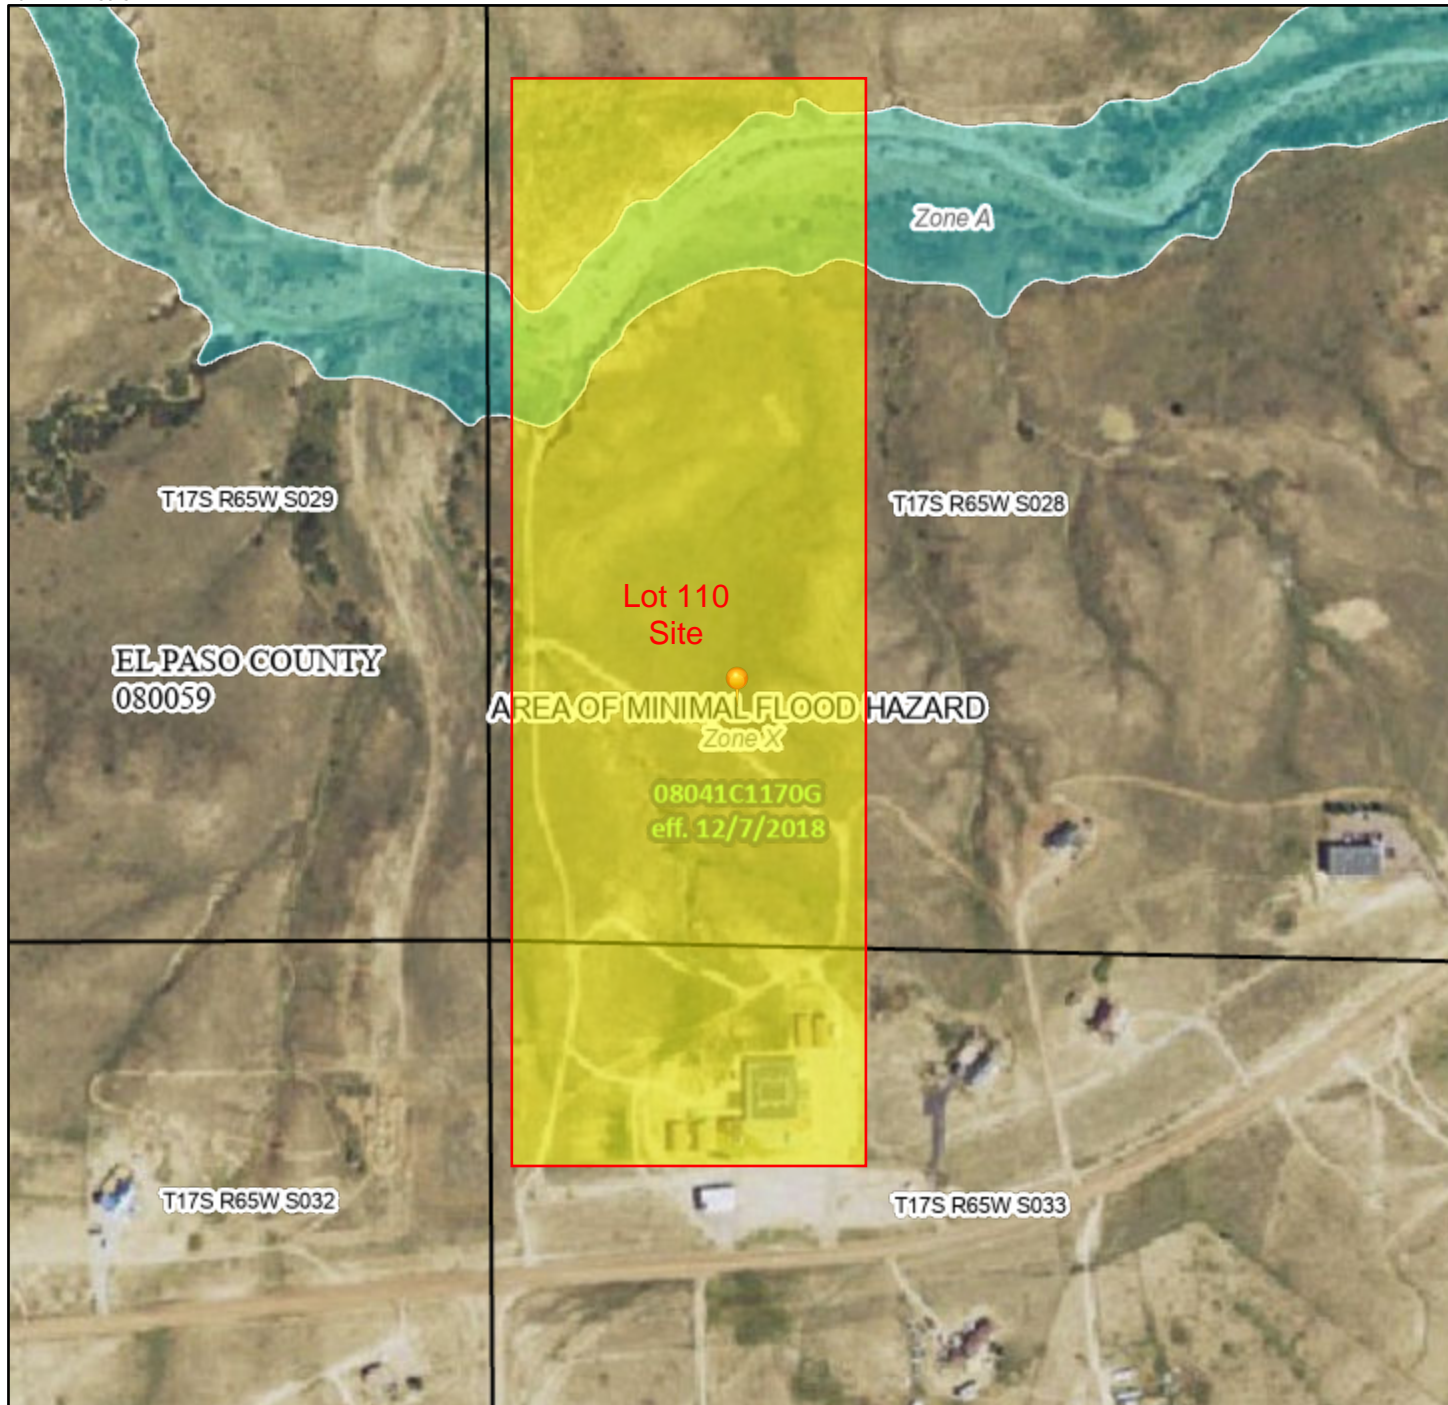 Zone A
T17S R65W S029
T17S R65W S028
Lot 110
Site
EL PASO COUNTY
080059
AREA OF MINIMAL FLOOD HAZARD
Zone X
08041C1170G
eff. 12/7/2018
T17S R65W S032
T17S R65W S033